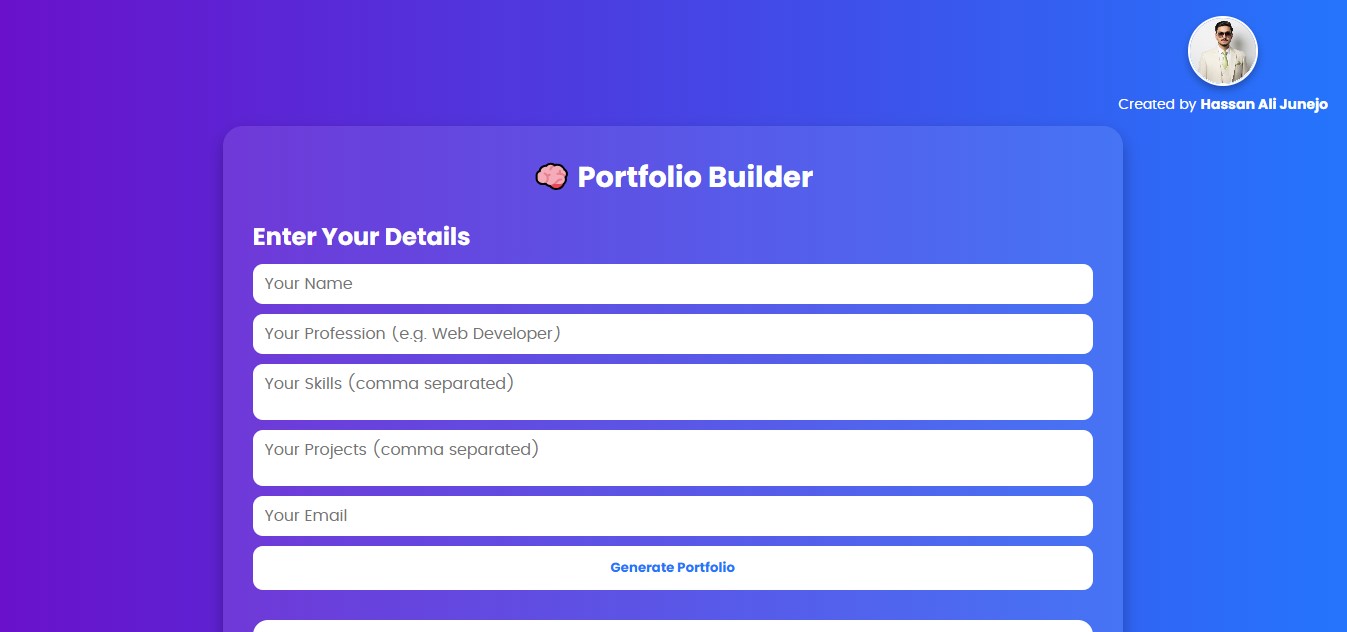 Created by Hassan Ali Junejo
🧠 Portfolio Builder
Enter Your Details
Your Name
Your Profession (e.g. Web Developer)
Your Skills (comma separated)
Your Projects (comma separated)
Your Email
Generate Portfolio